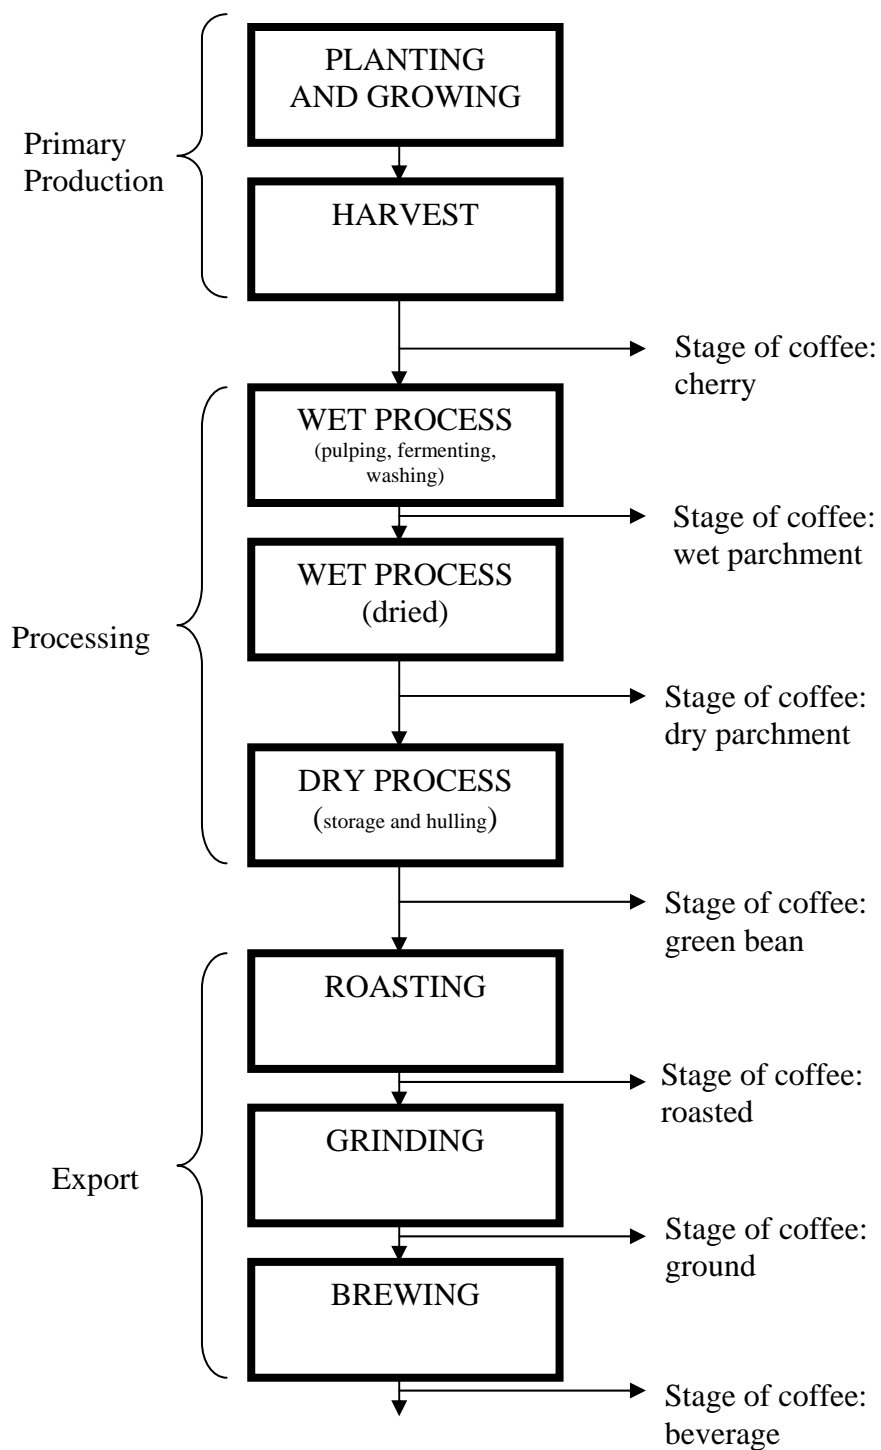 PLANTING
AND GROWING
Primary
Production
HARVEST
Stage of coffee:
cherry
WET PROCESS
(pulping, fermenting,
washing)
Stage of coffee:
wet parchment
WET PROCESS
(dried)
Processing
Stage of coffee:
dry parchment
DRY PROCESS
(storage and hulling)
Stage of coffee:
green bean
ROASTING
Stage of coffee:
roasted
GRINDING
Export
Stage of coffee:
ground
BREWING
Stage of coffee:
beverage